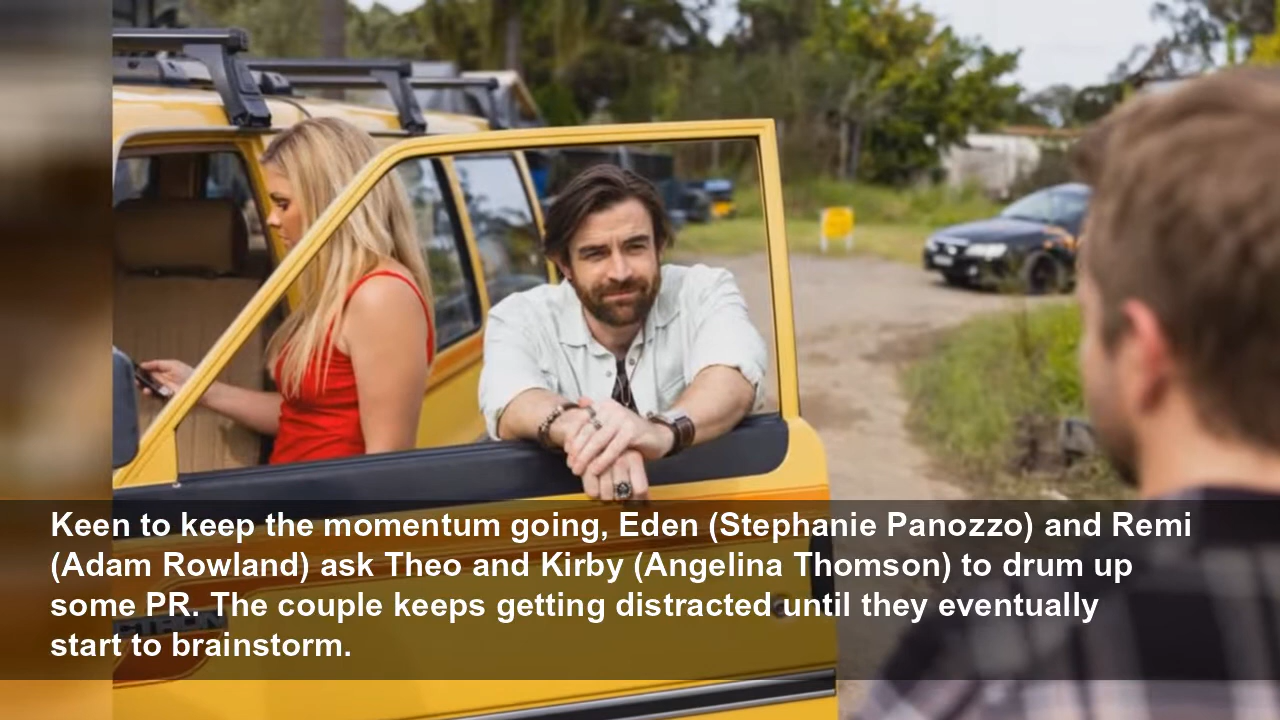 Keen to keep the momentum going, Eden (Stephanie Panozzo) and Remi
(Adam Rowland) ask Theo and Kirby (Angelina Thomson) to drum up
some PR. The couple keeps getting distracted until they eventually
start to brainstorm.